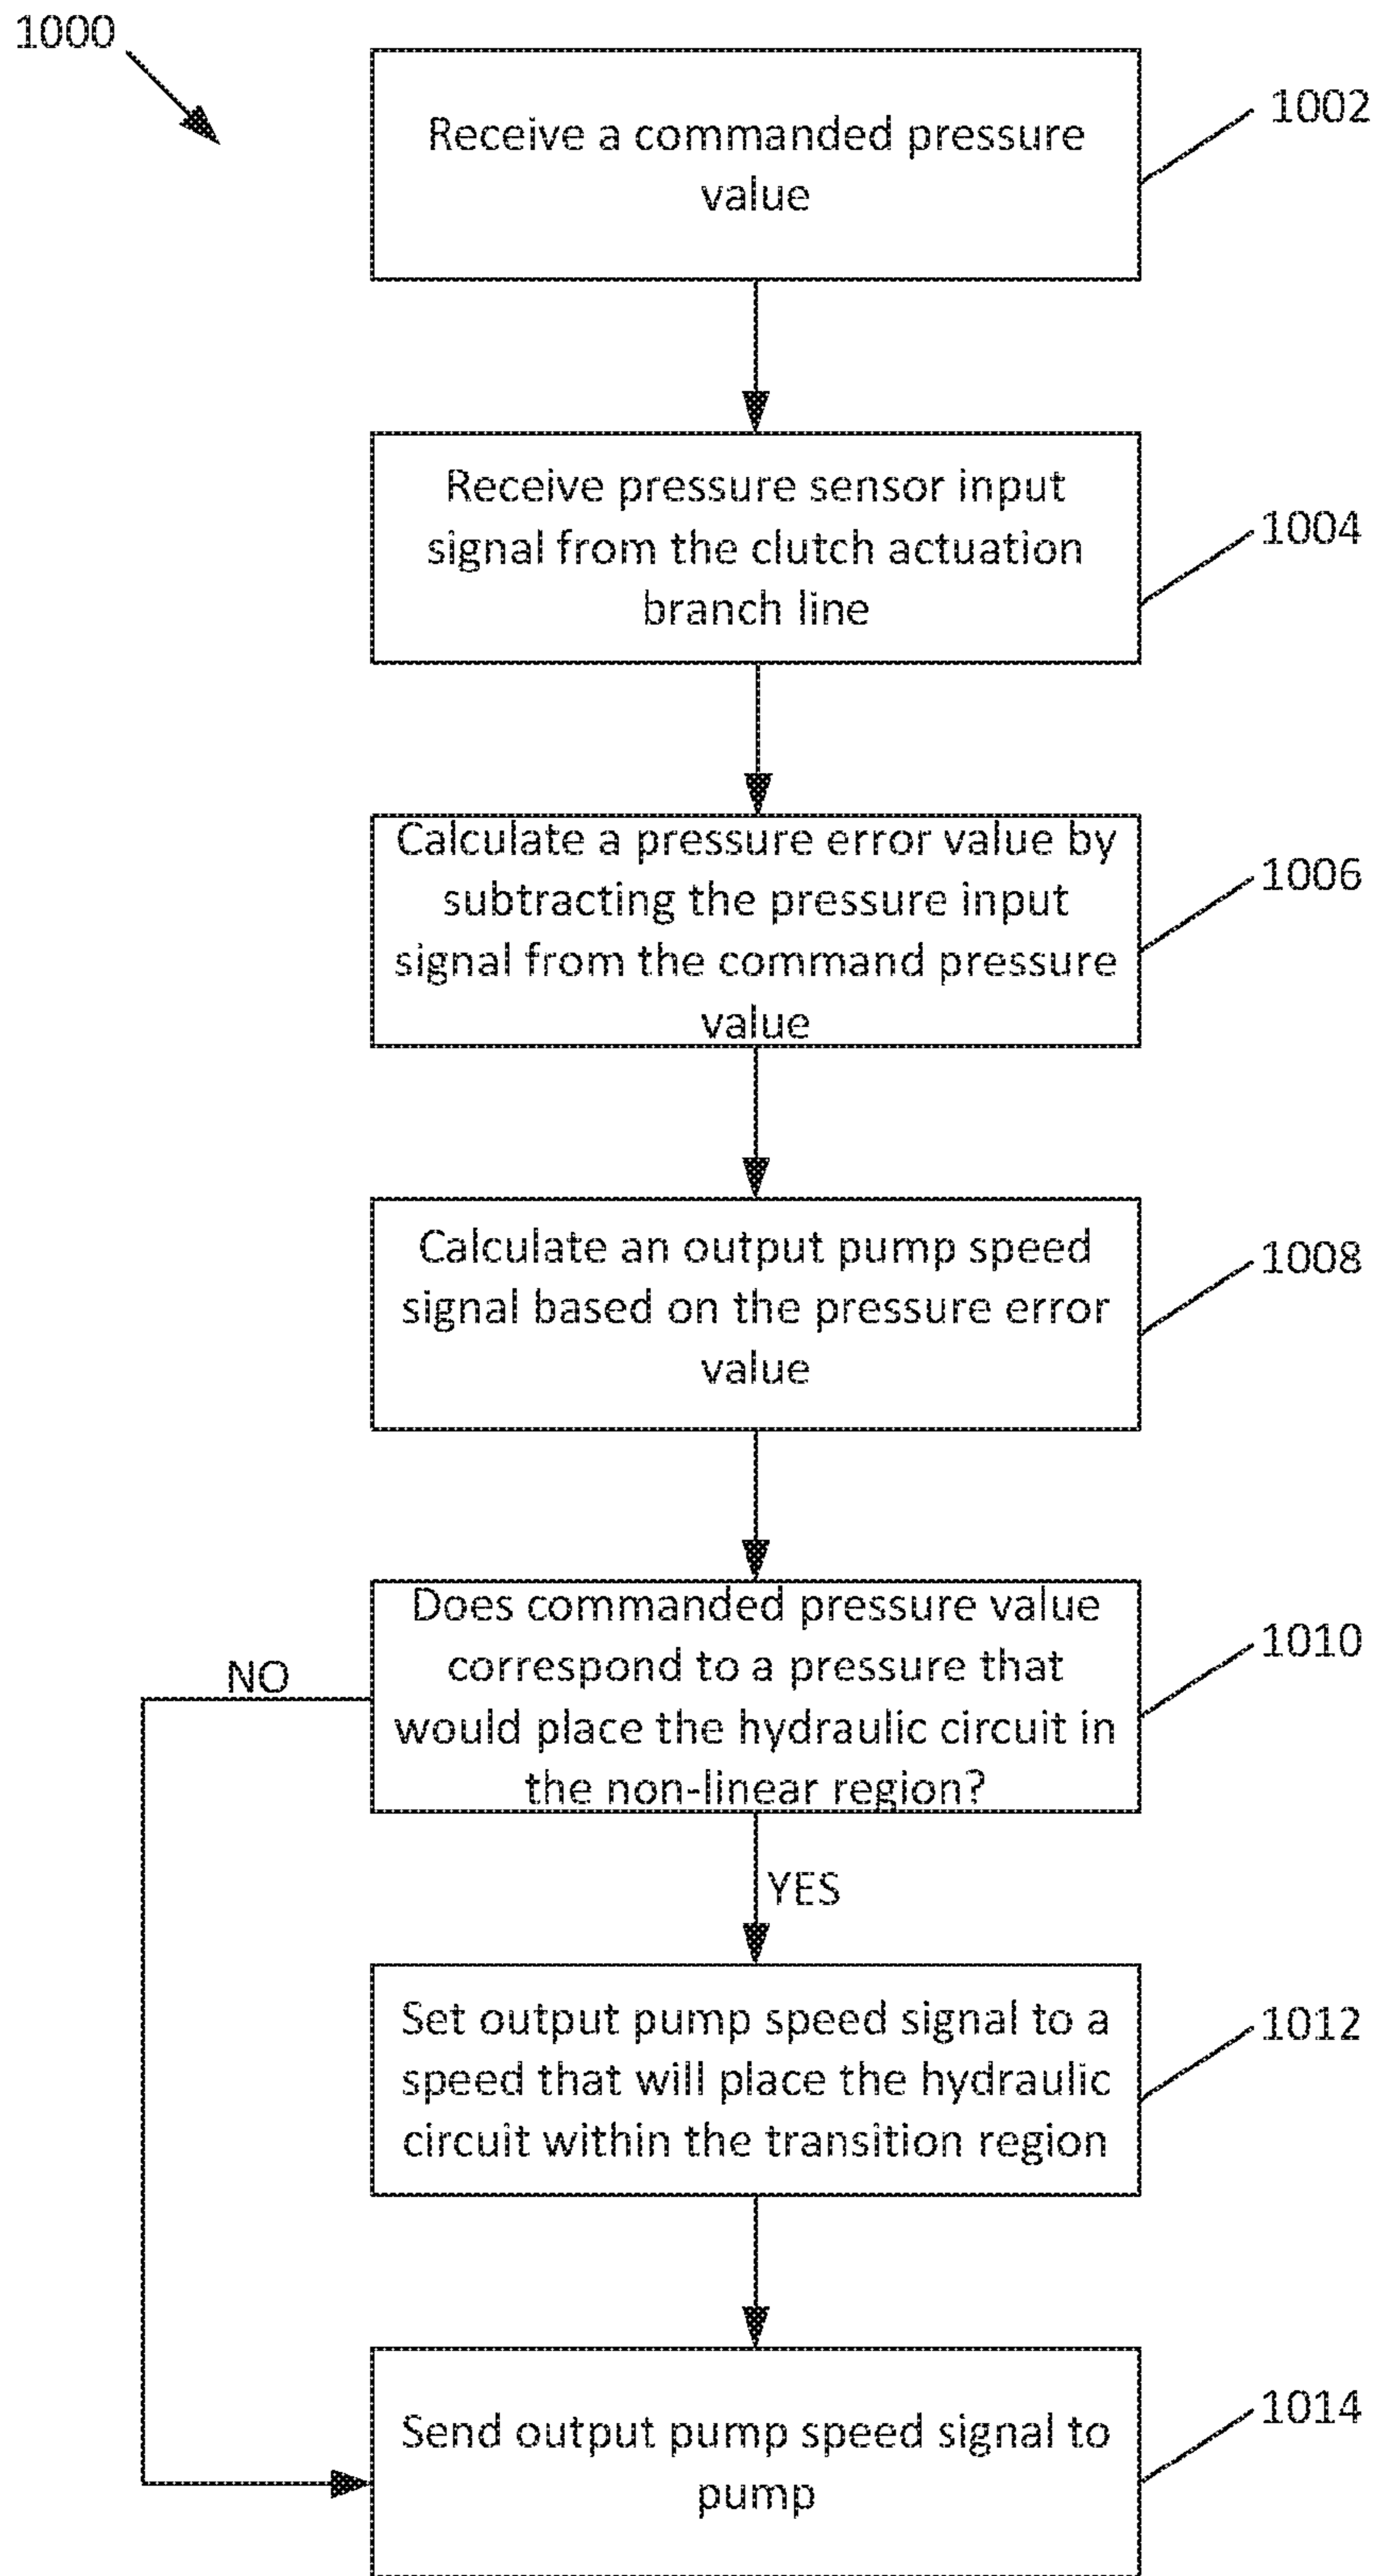 1000
Receive a commanded pressure
value
1002
Receive pressure sensor input
signal from the clutch actuation
branch line
1004
Calculate a pressure error value by
subtracting the pressure input
signal from the command pressure
value
1006
Calculate an output pump speed
signal based on the pressure error
value
1008
Does commanded pressure value
correspond to a pressure that
would place the hydraulic circuit in
the non-linear region?
1010
NO
YES
Set output pump speed signal to a
speed that will place the hydraulic
circuit within the transition region
1012
Send output pump speed signal to
pump
1014